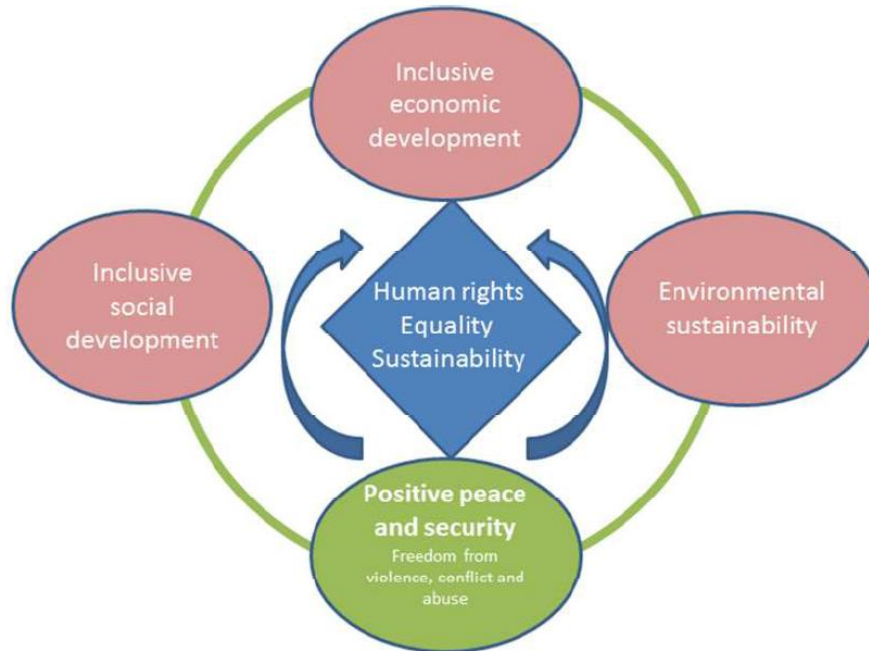 Inclusive
economic
development
Inclusive
social
development
Human rights
Equality
Sustainability
Environmental
sustainability
Positive peace
and security
Freedom from
violence, conflict and
abuse